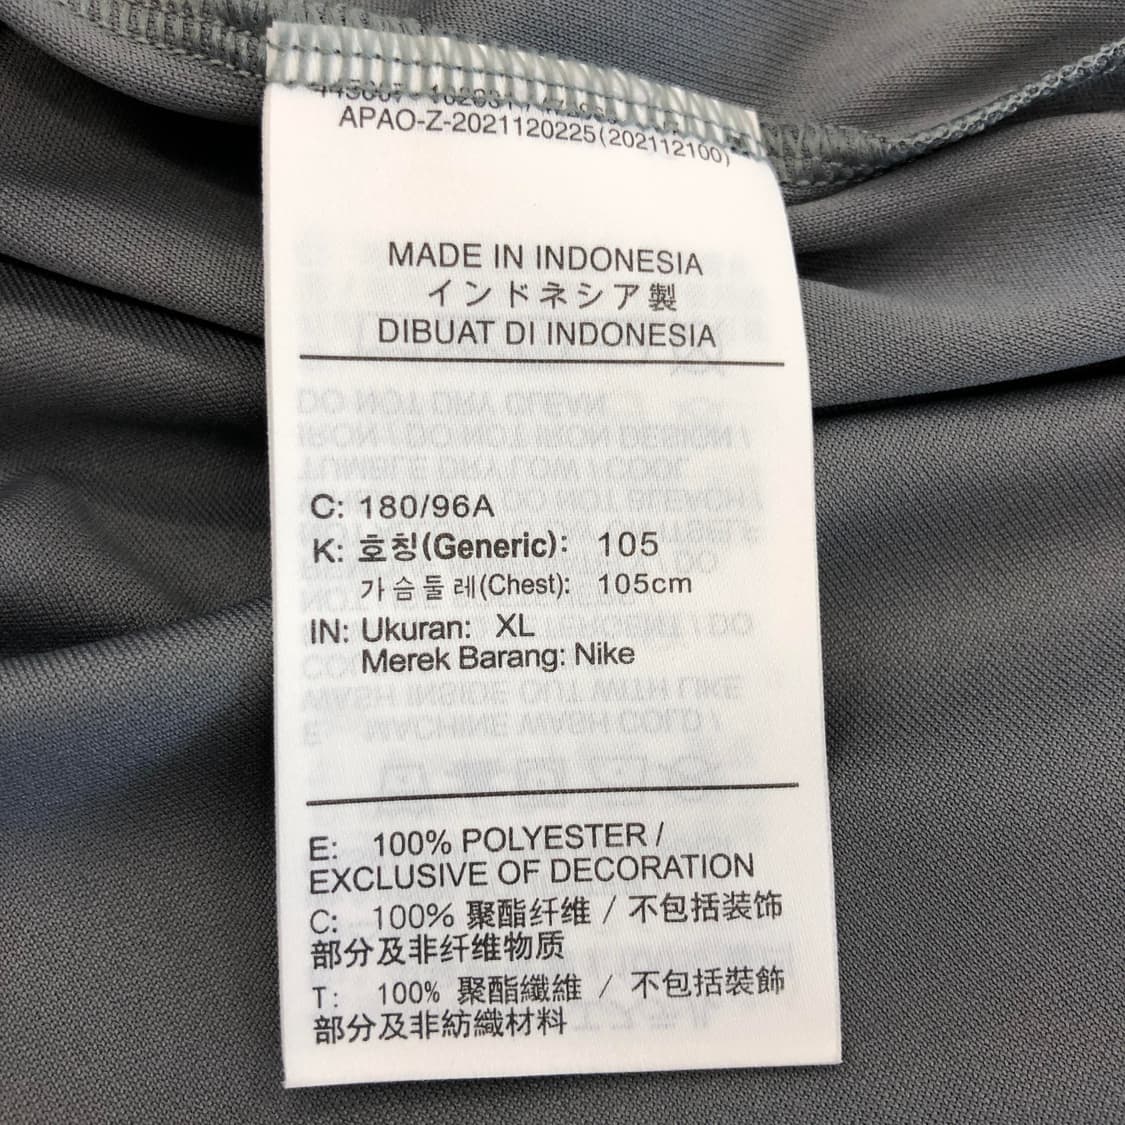 APAO-Z-2021120225(202112100)
MADE IN INDONESIA
インドネシア製
DIBUAT DI INDONESIA
C: 180/96A
K: 호칭(Generic): 105
가슴둘레(Chest): 105cm
IN: Ukuran: XL
Merek Barang: Nike
E: 100% POLYESTER /
EXCLUSIVE OF DECORATION
C: 100% 聚酯纤维 / 不包括装饰
部分及非纤维物质
T: 100% 聚酯纖維 / 不包括裝飾
部分及非紡織材料